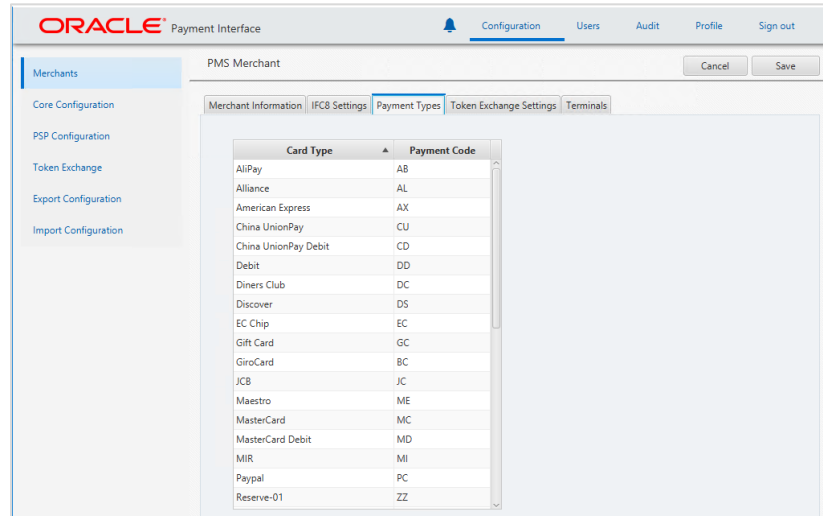 ORACLE® Payment Interface
Configuration Users Audit Profile Sign out
Merchants
Core Configuration
PSP Configuration
Token Exchange
Export Configuration
Import Configuration
PMS Merchant
Cancel Save
Merchant Information IFC8 Settings Payment Types Token Exchange Settings Terminals
Card Type Payment Code
AliPay AB
Alliance AL
American Express AX
China UnionPay CU
China UnionPay Debit CD
Debit DD
Diners Club DC
Discover DS
EC Chip EC
Gift Card GC
GiroCard BC
JCB JC
Maestro ME
MasterCard MC
MasterCard Debit MD
MIR MI
Paypal PC
Reserve-01 ZZ